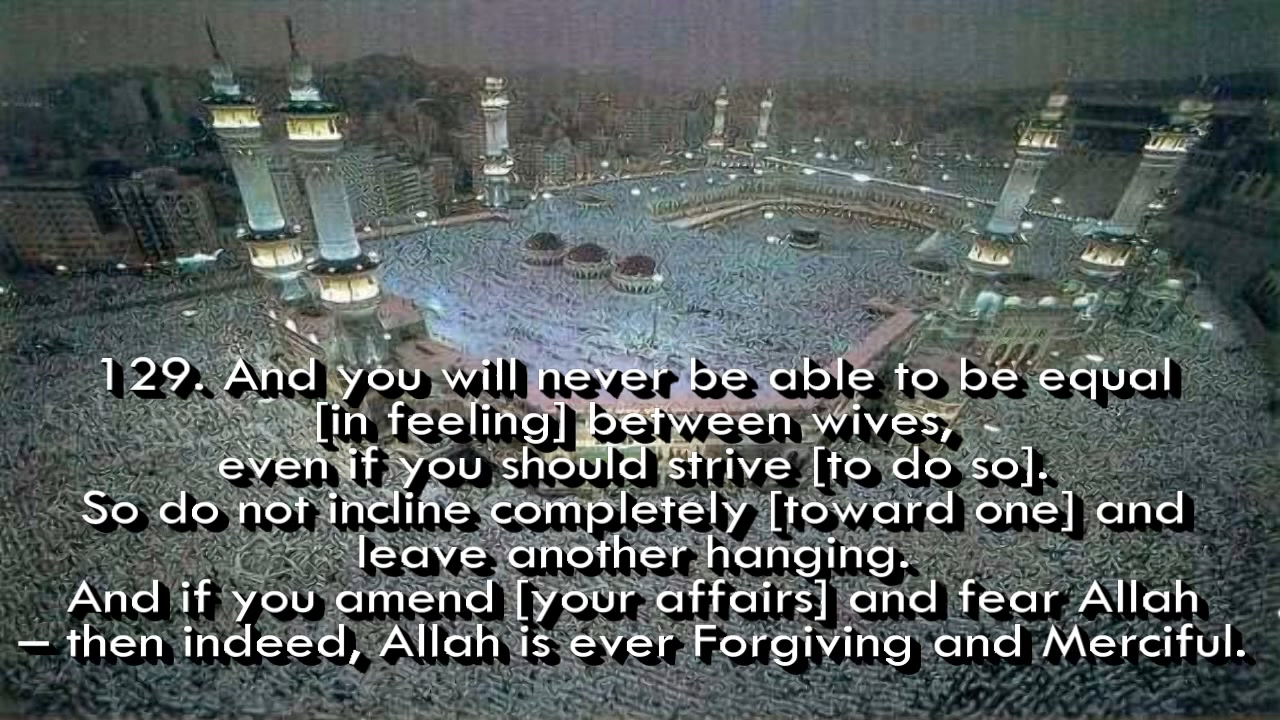 129. And you will never be able to be equal
[in feeling] between wives,
even if you should strive [to do so].
So do not incline completely [toward one] and
leave another hanging.
And if you amend [your affairs] and fear Allah
– then indeed, Allah is ever Forgiving and Merciful.